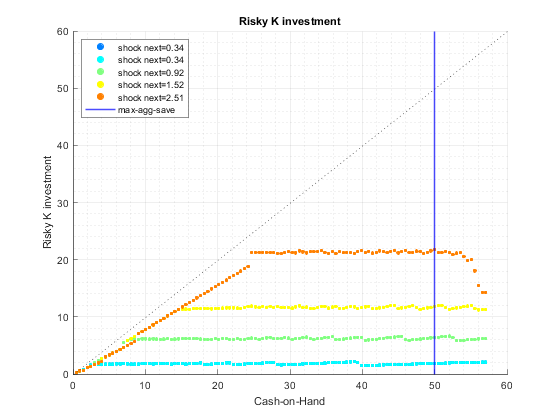 Risky K investment
60
50
40
30
20
10
0
Risky K investment
shock next=0.34
shock next=0.34
shock next=0.92
shock next=1.52
shock next=2.51
max-agg-save
0 10 20 30 40 50 60
Cash-on-Hand